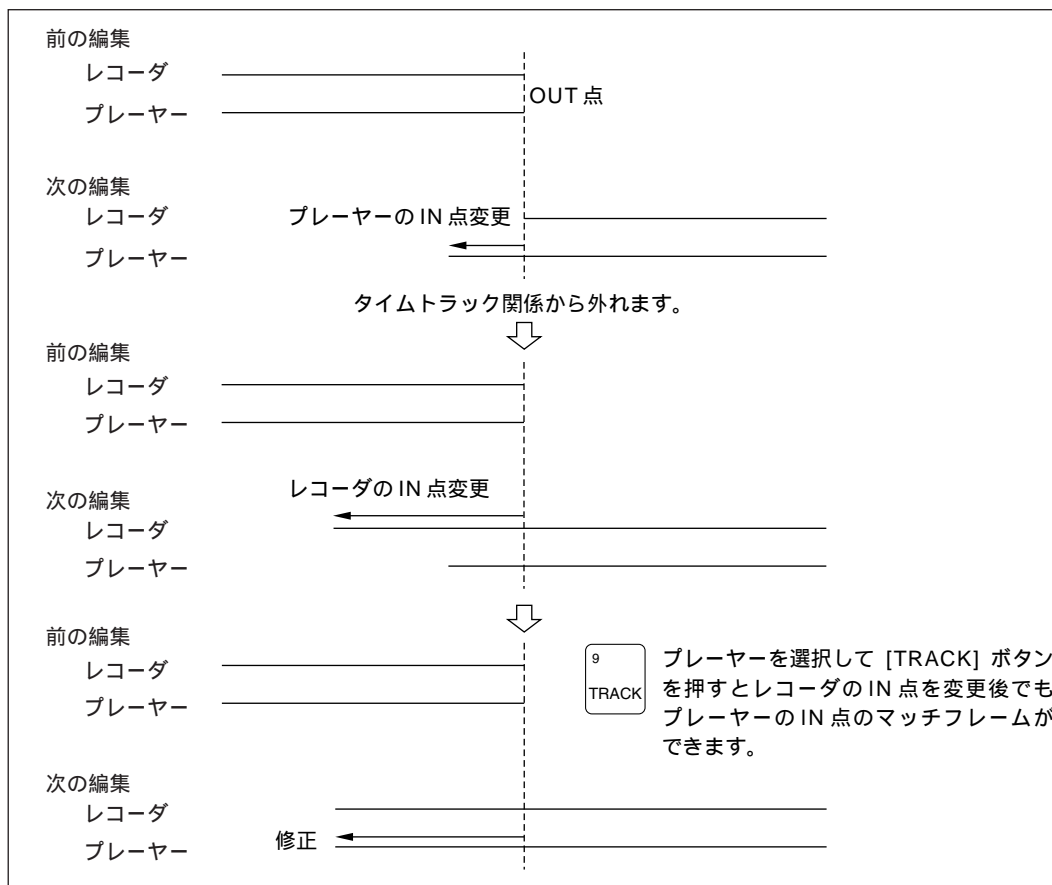 前の編集
レコーダ
OUT 点
プレーヤー
次の編集
レコーダ
プレーヤーの IN 点変更
プレーヤー
タイムトラック関係から外れます。
前の編集
レコーダ
プレーヤー
レコーダの IN 点変更
次の編集
レコーダ
プレーヤー
前の編集
レコーダ
プレーヤー
9
TRACK
プレーヤーを選択して [TRACK] ボタン
を押すとレコーダの IN 点を変更後でも
プレーヤーの IN 点のマッチフレームが
できます。
次の編集
レコーダ
修正
プレーヤー